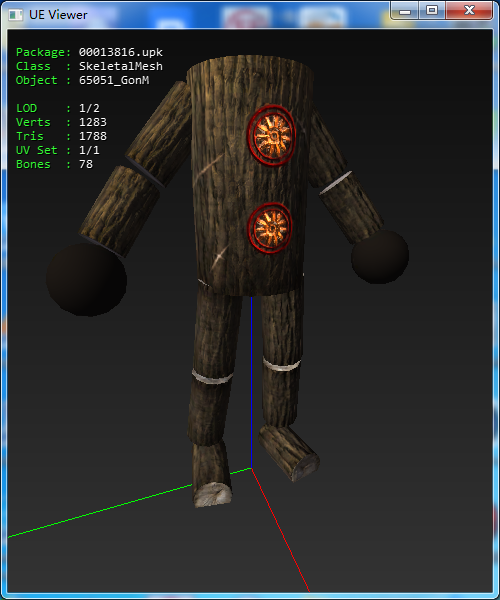 UE Viewer
Package: 00013816.upk
Class  : SkeletalMesh
Object : 65051_GonM
LOD    : 1/2
Verts  : 1283
Tris   : 1788
UV Set : 1/1
Bones  : 78